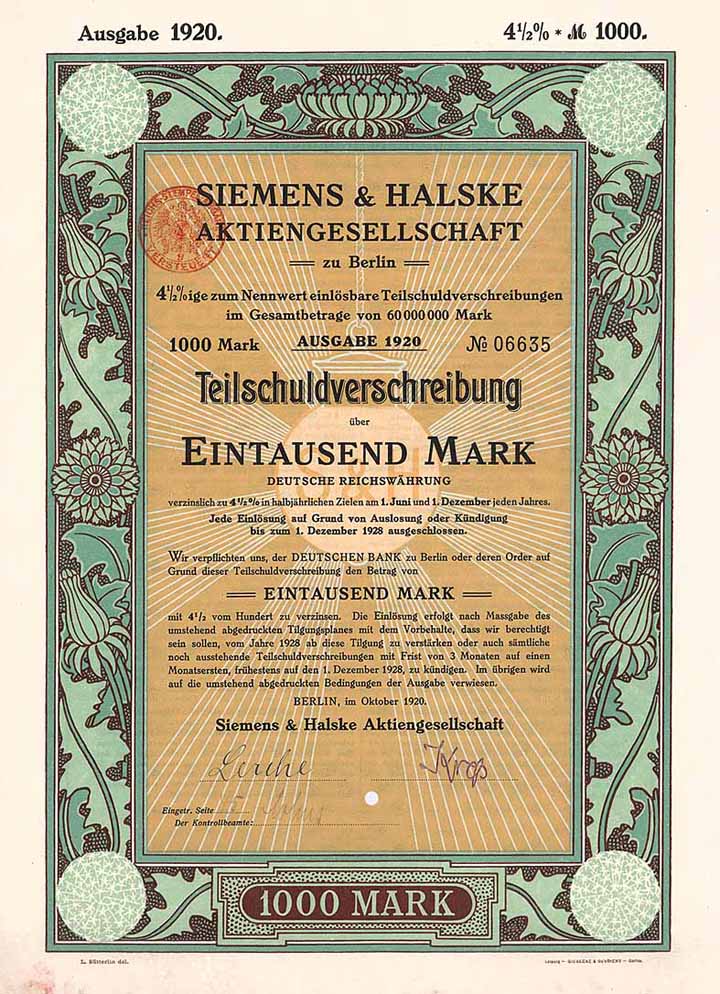 Ausgabe 1920. 4½% * ℳ 1000.
SIEMENS & HALSKE
AKTIENGESELLSCHAFT
zu Berlin
4½%ige zum Nennwert einlösbare Teilschuldverschreibungen
im Gesamtbetrage von 60000000 Mark
1000 Mark AUSGABE 1920 № 06635
Teilschuldverschreibung
über
EINTAUSEND MARK
DEUTSCHE REICHSWÄHRUNG
verzinslich zu 4½% in halbjährlichen Zielen am 1. Juni und 1. Dezember jeden Jahres.
Jede Einlösung auf Grund von Auslosung oder Kündigung
bis zum 1. Dezember 1928 ausgeschlossen.
Wir verpflichten uns, der DEUTSCHEN BANK zu Berlin oder deren Order auf
Grund dieser Teilschuldverschreibung den Betrag von
EINTAUSEND MARK
mit 4½ vom Hundert zu verzinsen. Die Einlösung erfolgt nach Massgabe des
umstehend abgedruckten Tilgungsplanes mit dem Vorbehalte, dass wir berechtigt
sein sollen, vom Jahre 1928 ab diese Tilgung zu verstärken oder auch sämtliche
noch ausstehende Teilschuldverschreibungen mit Frist von 3 Monaten auf einen
Monatsersten, frühestens auf den 1. Dezember 1928, zu kündigen. Im übrigen wird
auf die umstehend abgedruckten Bedingungen der Ausgabe verwiesen.
BERLIN, im Oktober 1920.
Siemens & Halske Aktiengesellschaft
Lerche
Eingetr. Seite
Der Kontrollbeamte:
1000 MARK
L. Sütterlin del. Leipzig — GIESECKE & DEVRIENT — Berlin.